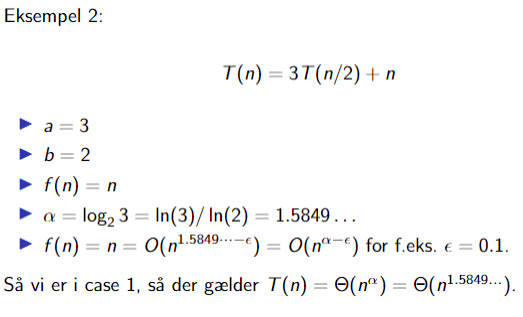 Eksempel 2:
T(n) = 3T(n/2) + n
▶ a = 3
▶ b = 2
▶ f(n) = n
▶ α = log₂ 3 = ln(3)/ ln(2) = 1.5849 . . .
▶ f(n) = n = O(n^{1.5849···−ϵ}) = O(n^{α−ϵ}) for f.eks. ϵ = 0.1.
Så vi er i case 1, så der gælder T(n) = Θ(n^α) = Θ(n^{1.5849...}).